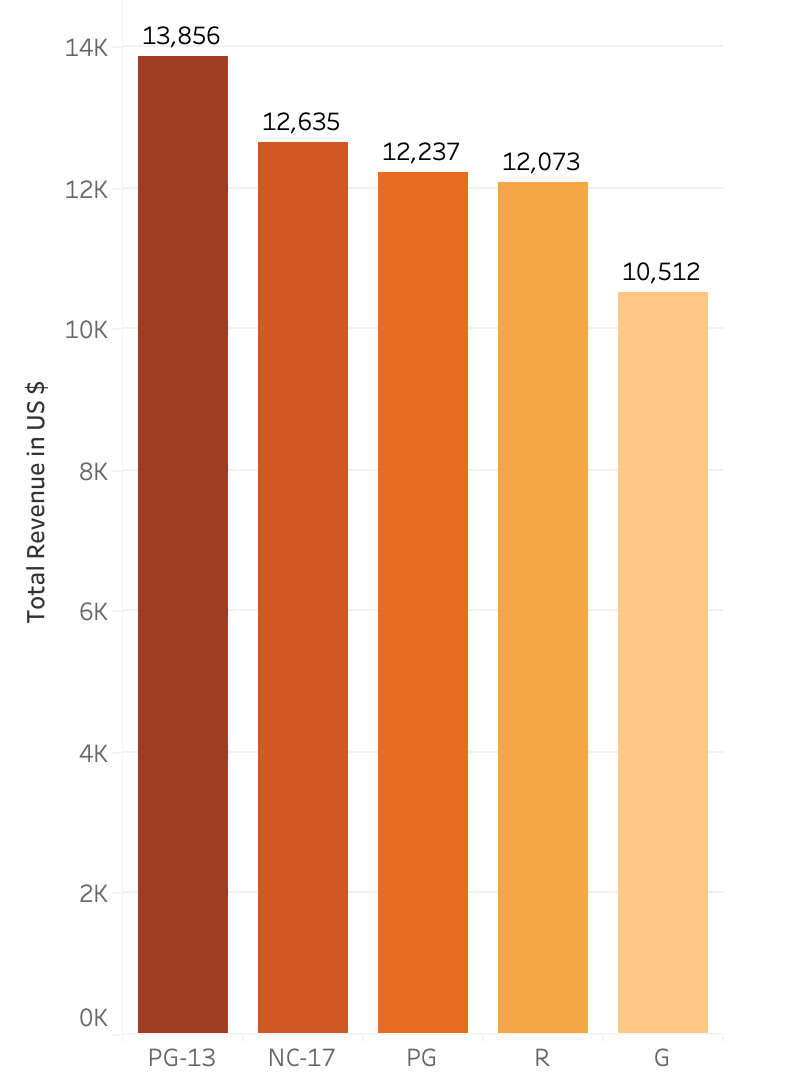 13,856
14K
12,635
12,237
12,073
12K
10,512
10K
Total Revenue in US $
8K
6K
4K
2K
0K
PG-13 NC-17 PG R G